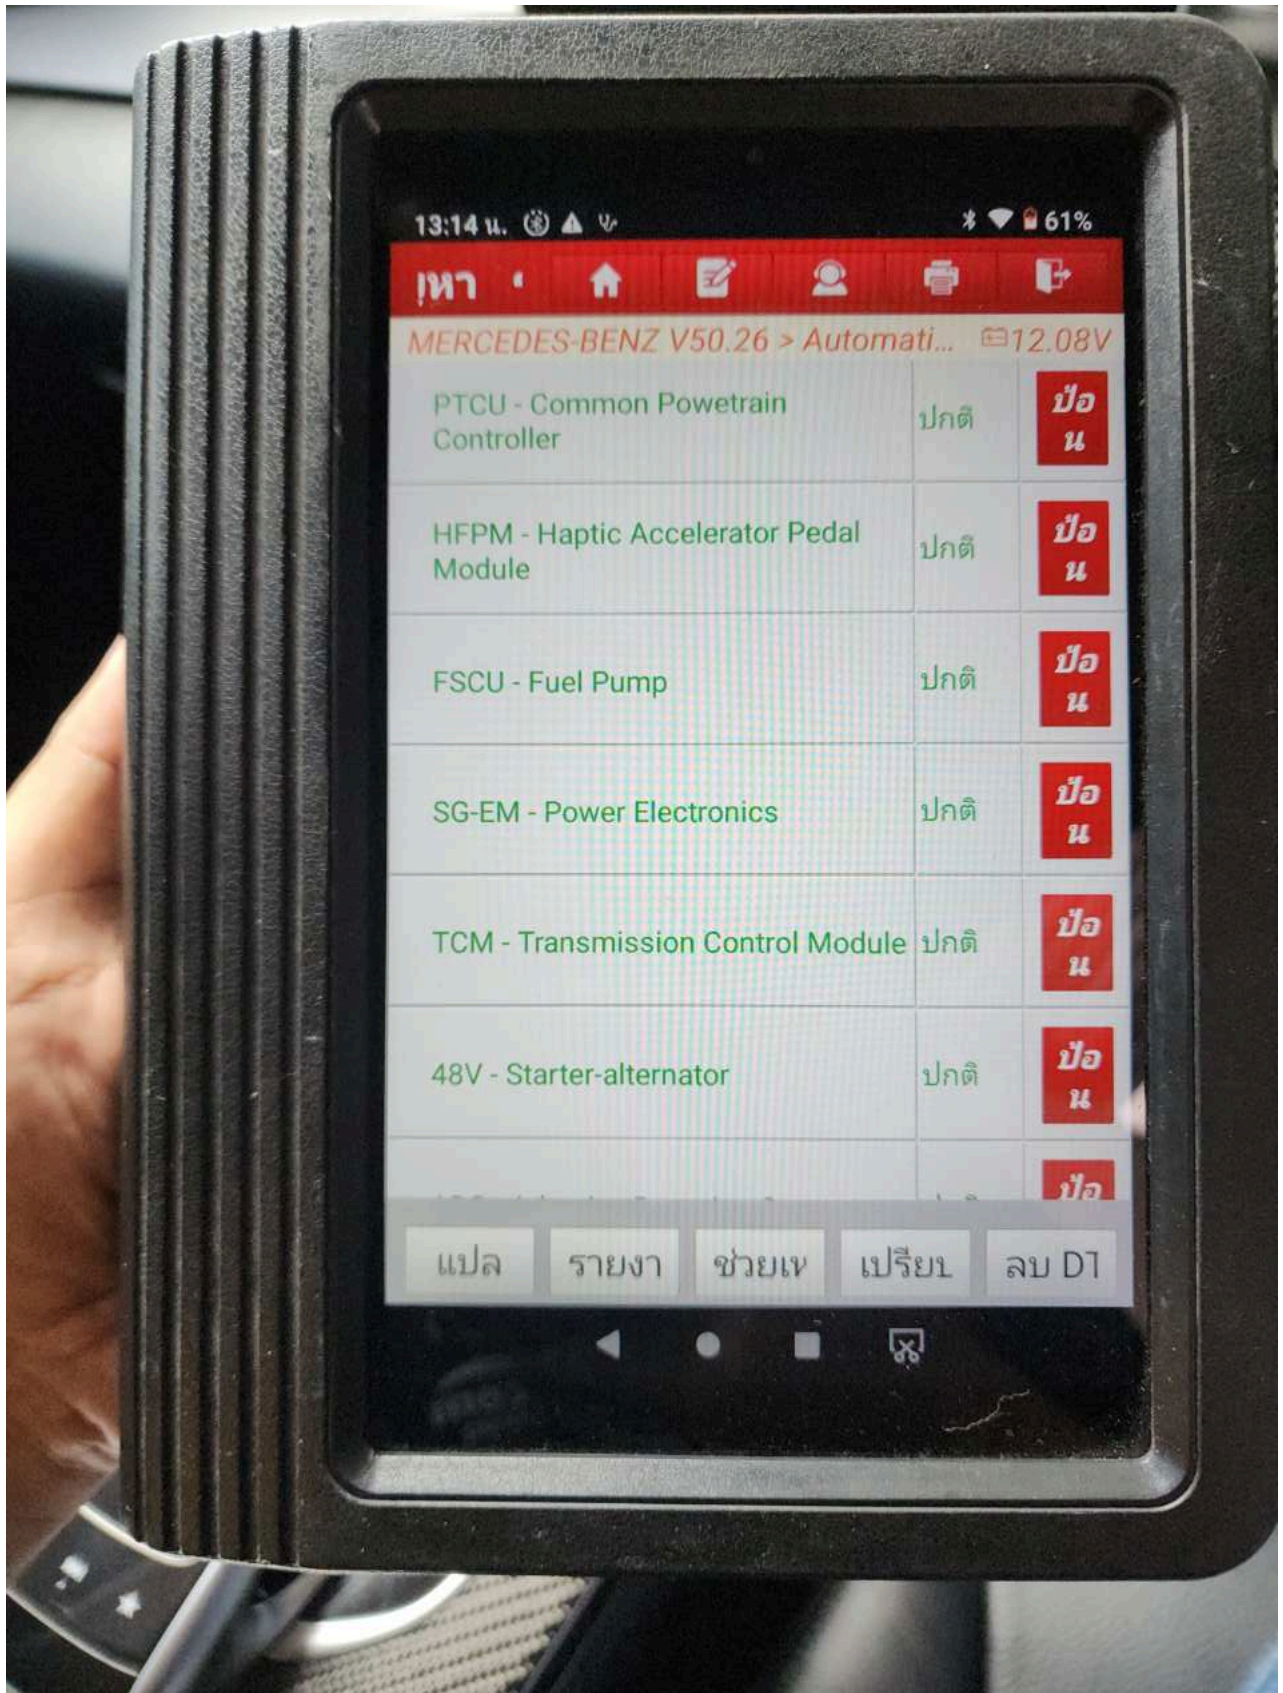 13:14 น. 61%
ุหา
MERCEDES-BENZ V50.26 > Automati... 12.08V
PTCU - Common Powetrain
Controller
ปกติ
ป้อ
น
HFPM - Haptic Accelerator Pedal
Module
ปกติ
ป้อ
น
FSCU - Fuel Pump
ปกติ
ป้อ
น
SG-EM - Power Electronics
ปกติ
ป้อ
น
TCM - Transmission Control Module
ปกติ
ป้อ
น
48V - Starter-alternator
ปกติ
ป้อ
น
ป้อ
แปล รายงา ช่วยเห เปรียบ ลบ DT